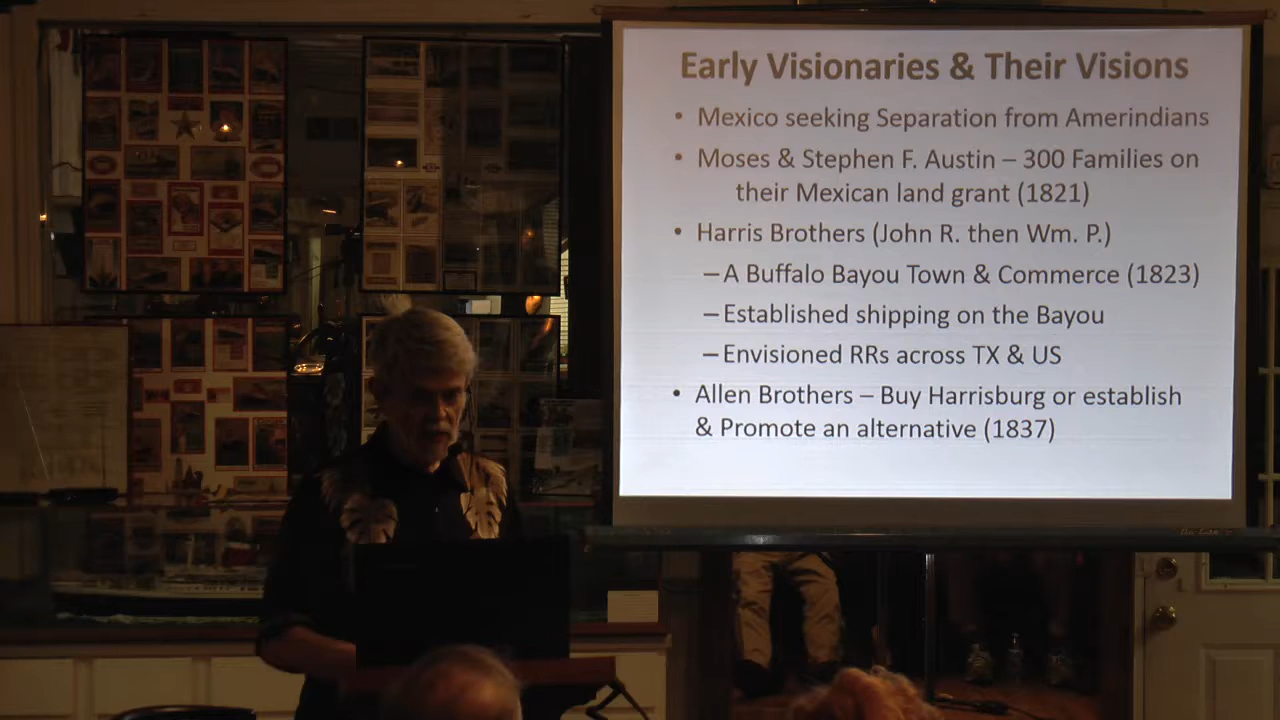 Early Visionaries & Their Visions
• Mexico seeking Separation from Amerindians
• Moses & Stephen F. Austin – 300 Families on
their Mexican land grant (1821)
• Harris Brothers (John R. then Wm. P.)
–A Buffalo Bayou Town & Commerce (1823)
–Established shipping on the Bayou
–Envisioned RRs across TX & US
• Allen Brothers – Buy Harrisburg or establish
& Promote an alternative (1837)